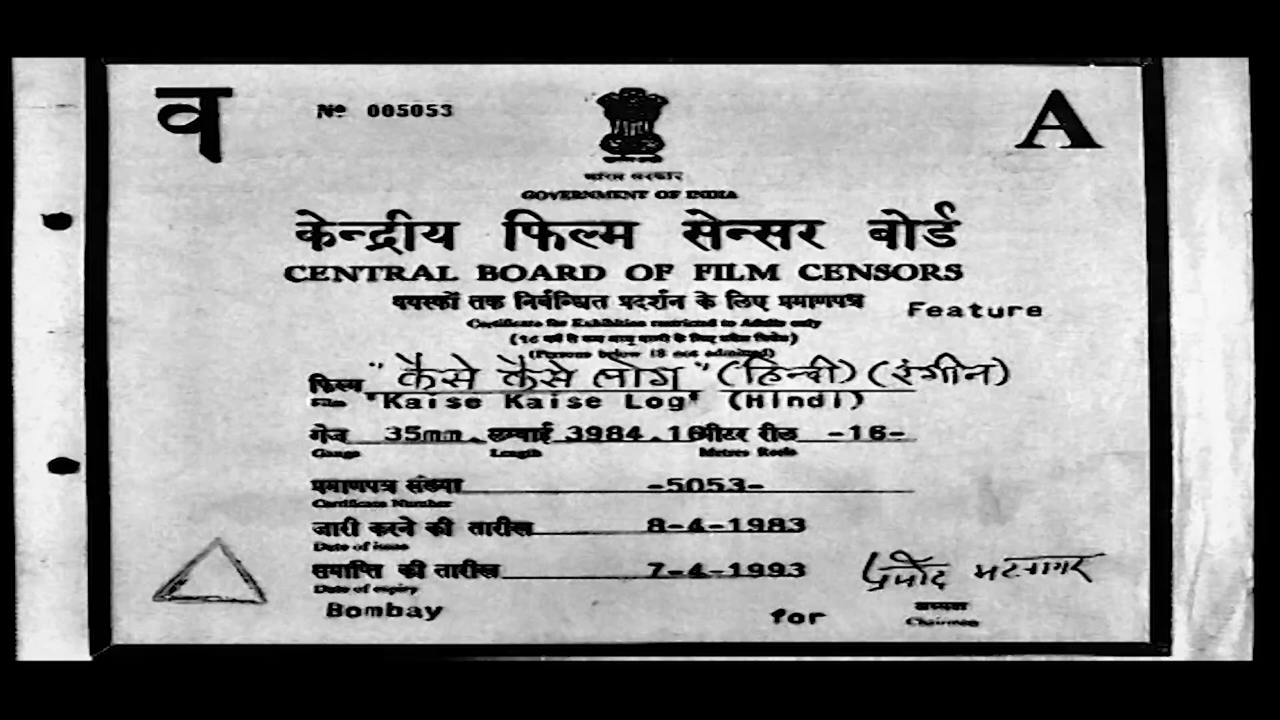 व
Nº 005053
A
भारत सरकार
GOVERNMENT OF INDIA
केन्द्रीय फिल्म सेन्सर बोर्ड
CENTRAL BOARD OF FILM CENSORS
वयस्कों तक निर्बन्धित प्रदर्शन के लिए प्रमाणपत्र
Feature
Certificate for Exhibition restricted to Adults only
(Persons below 18 not admitted)
फिल्म "कैसे कैसे लोग" (हिन्दी) (रंगीन)
Film "Kaise Kaise Log" (Hindi)
गेज 35mm. लम्बाई 3984.10 मीटर रील -16-
Gauge Length Metres Reels
प्रमाणपत्र संख्या -5053-
Certificate Number
जारी करने की तारीख 8-4-1983
Date of issue
समाप्ति की तारीख 7-4-1993
Date of expiry
Bombay
for
प्रमोद भटनागर
अध्यक्ष
Chairman